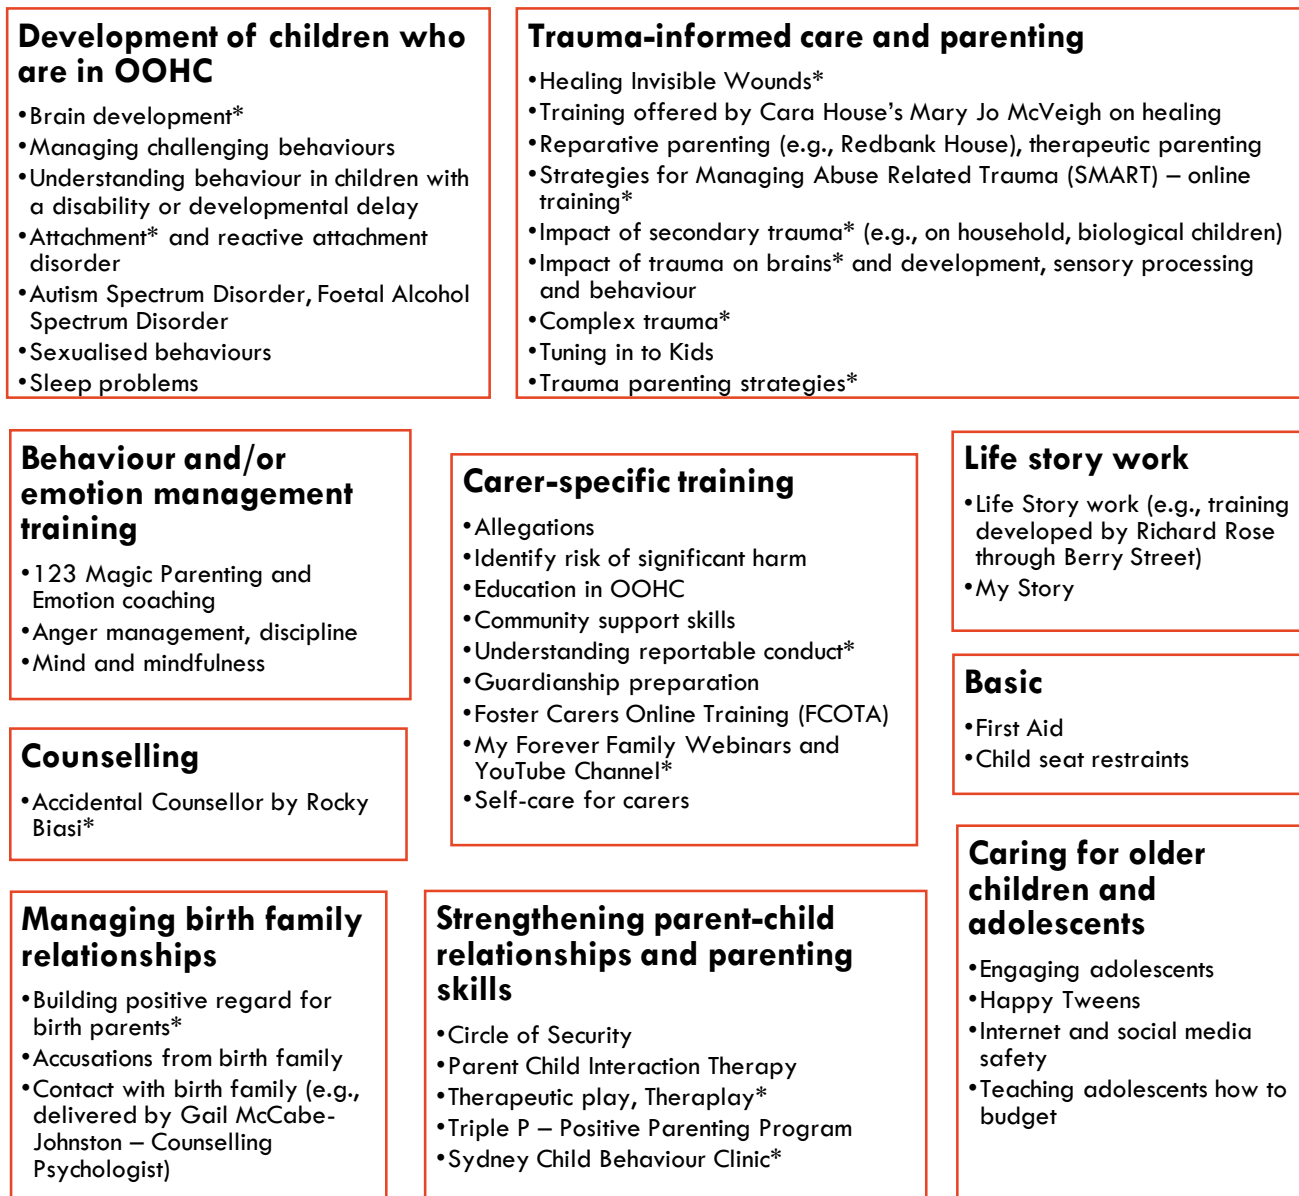 Development of children who
are in OOHC
•Brain development*
•Managing challenging behaviours
•Understanding behaviour in children with
a disability or developmental delay
•Attachment* and reactive attachment
disorder
•Autism Spectrum Disorder, Foetal Alcohol
Spectrum Disorder
•Sexualised behaviours
•Sleep problems
Trauma-informed care and parenting
•Healing Invisible Wounds*
•Training offered by Cara House's Mary Jo McVeigh on healing
•Reparative parenting (e.g., Redbank House), therapeutic parenting
•Strategies for Managing Abuse Related Trauma (SMART) – online
training*
•Impact of secondary trauma* (e.g., on household, biological children)
•Impact of trauma on brains* and development, sensory processing
and behaviour
•Complex trauma*
•Tuning in to Kids
•Trauma parenting strategies*
Behaviour and/or
emotion management
training
•123 Magic Parenting and
Emotion coaching
•Anger management, discipline
•Mind and mindfulness
Carer-specific training
•Allegations
•Identify risk of significant harm
•Education in OOHC
•Community support skills
•Understanding reportable conduct*
•Guardianship preparation
•Foster Carers Online Training (FCOTA)
•My Forever Family Webinars and
YouTube Channel*
•Self-care for carers
Life story work
•Life Story work (e.g., training
developed by Richard Rose
through Berry Street)
•My Story
Basic
•First Aid
•Child seat restraints
Counselling
•Accidental Counsellor by Rocky
Biasi*
Managing birth family
relationships
•Building positive regard for
birth parents*
•Accusations from birth family
•Contact with birth family (e.g.,
delivered by Gail McCabe-
Johnston – Counselling
Psychologist)
Strengthening parent-child
relationships and parenting
skills
•Circle of Security
•Parent Child Interaction Therapy
•Therapeutic play, Theraplay*
•Triple P – Positive Parenting Program
•Sydney Child Behaviour Clinic*
Caring for older
children and
adolescents
•Engaging adolescents
•Happy Tweens
•Internet and social media
safety
•Teaching adolescents how to
budget